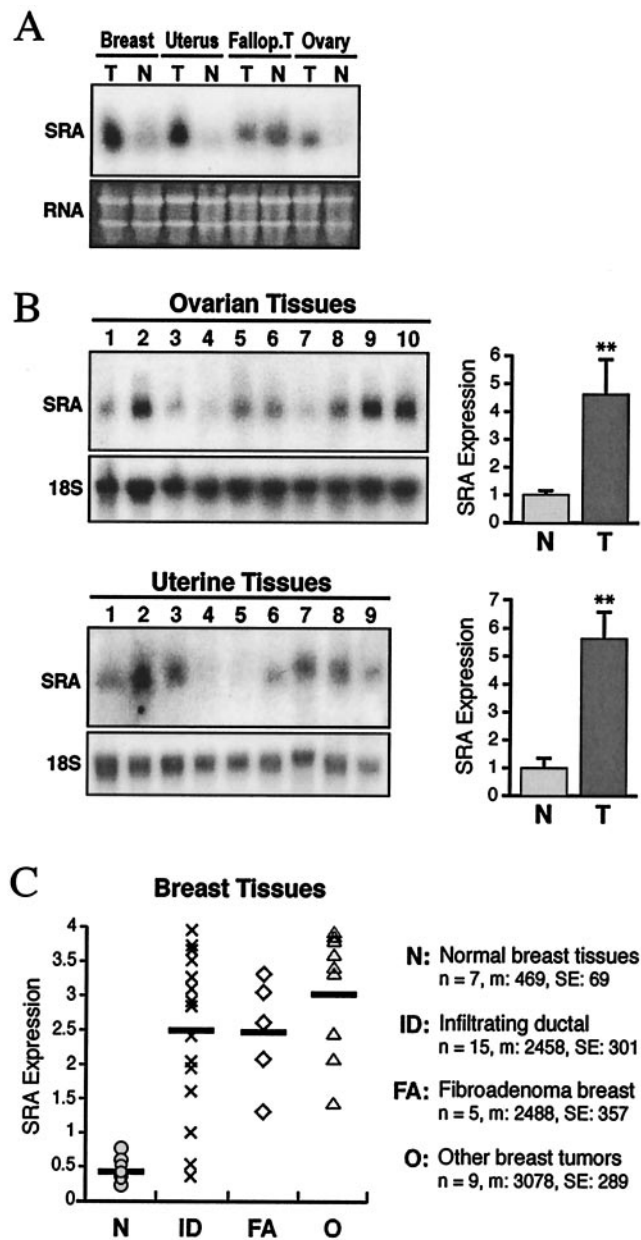 A
Breast Uterus Fallop.T Ovary
T N T N T N T N
SRA
RNA
B
Ovarian Tissues
1 2 3 4 5 6 7 8 9 10
SRA
18S
SRA Expression
5
4
3
2
1
0
**
N T
Uterine Tissues
1 2 3 4 5 6 7 8 9
SRA
18S
SRA Expression
7
6
5
4
3
2
1
0
**
N T
C
Breast Tissues
SRA Expression
4
3.5
3
2.5
2
1.5
1
0.5
0
N ID FA O
N: Normal breast tissues
n = 7, m: 469, SE: 69
ID: Infiltrating ductal
n = 15, m: 2458, SE: 301
FA: Fibroadenoma breast
n = 5, m: 2488, SE: 357
O: Other breast tumors
n = 9, m: 3078, SE: 289